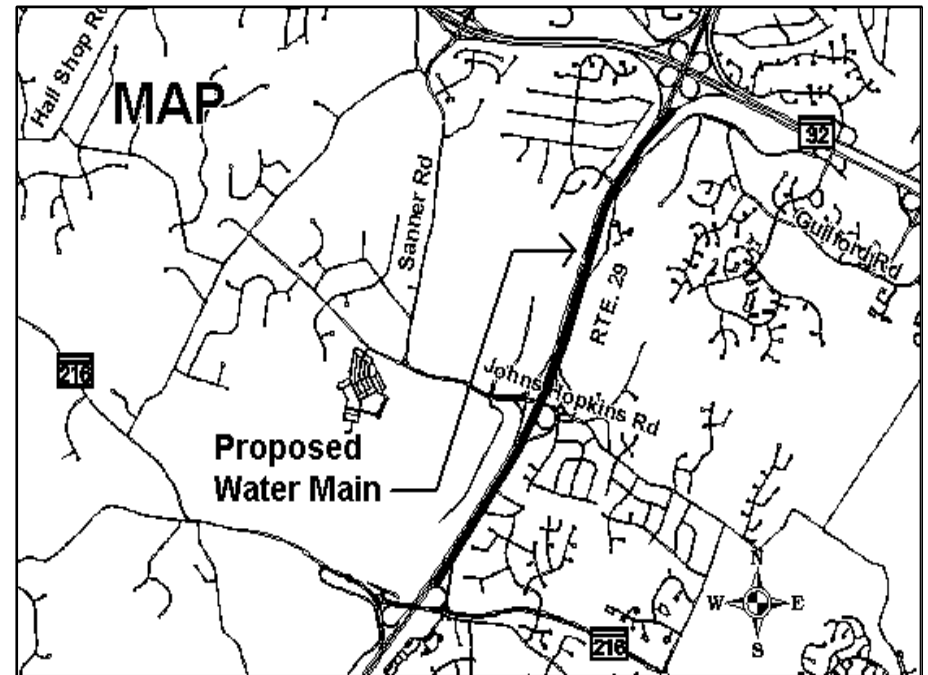 Hall Shop Rd
MAP
Sanner Rd
32
Guilford Rd
RTE. 29
216
Johns Hopkins Rd
Proposed
Water Main
N
W E
S
216